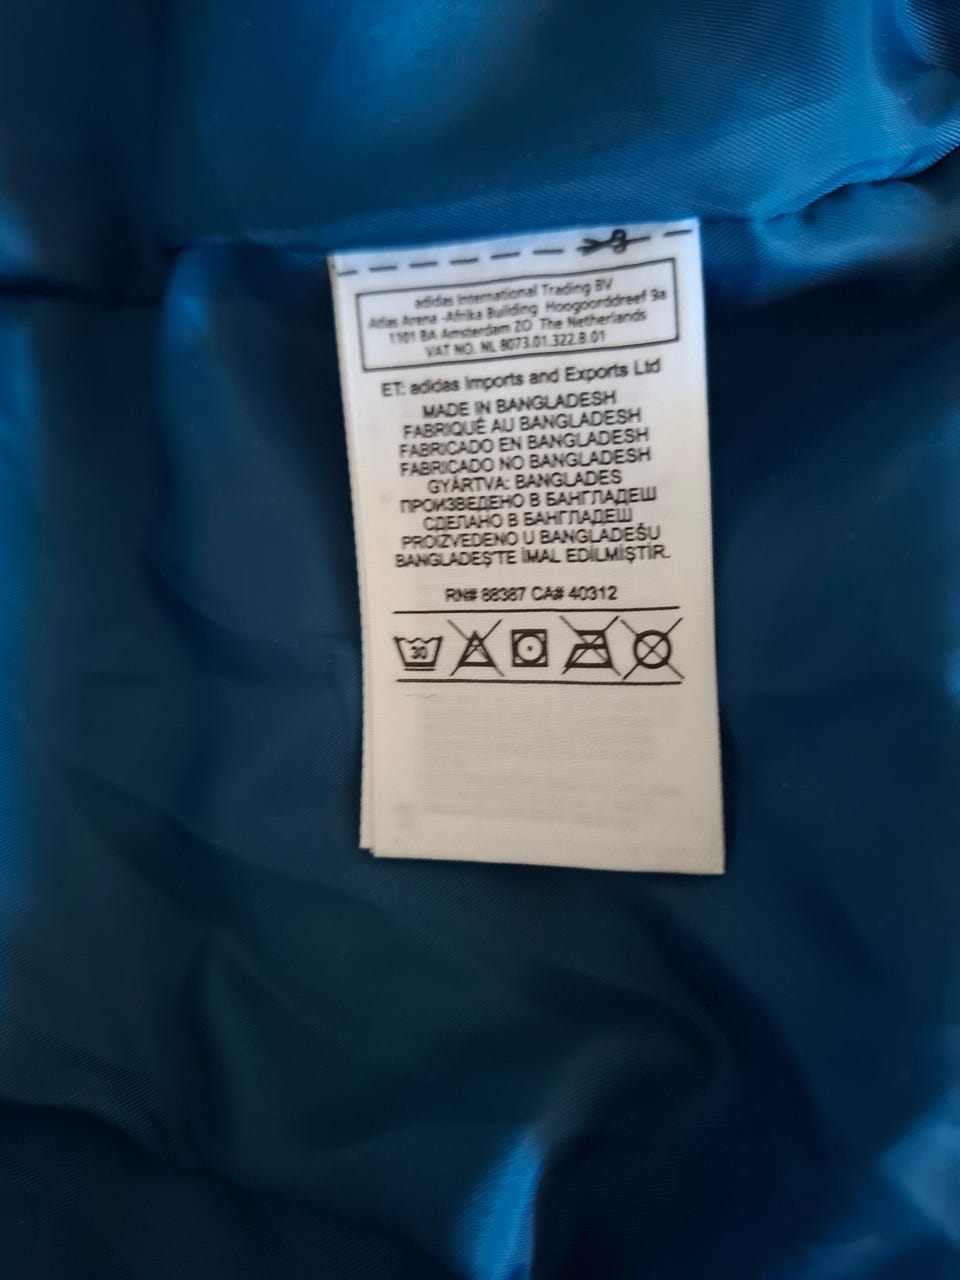 adidas International Trading BV
Atlas Arena -Afrika Building Hoogoorddreef 9a
1101 BA Amsterdam ZO The Netherlands
VAT NO. NL 8073.01.322.B.01
ET: adidas Imports and Exports Ltd
MADE IN BANGLADESH
FABRIQUÉ AU BANGLADESH
FABRICADO EN BANGLADESH
FABRICADO NO BANGLADESH
GYÁRTVA: BANGLADES
ПРОИЗВЕДЕНО В БАНГЛАДЕШ
СДЕЛАНО В БАНГЛАДЕШ
PROIZVEDENO U BANGLADEŠU
BANGLADEŞ'TE İMAL EDİLMİŞTİR.
RN# 88387 CA# 40312
30